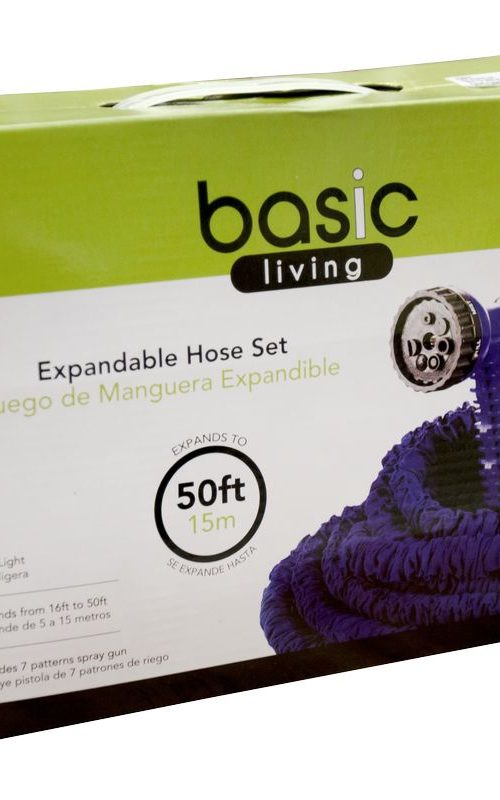 basic
living
Expandable Hose Set
uego de Manguera Expandible
EXPANDS TO
50ft
15m
SE EXPANDE HASTA
Light
ligera
nds from 16ft to 50ft
nde de 5 a 15 metros
des 7 patterns spray gun
ye pistola de 7 patrones de riego